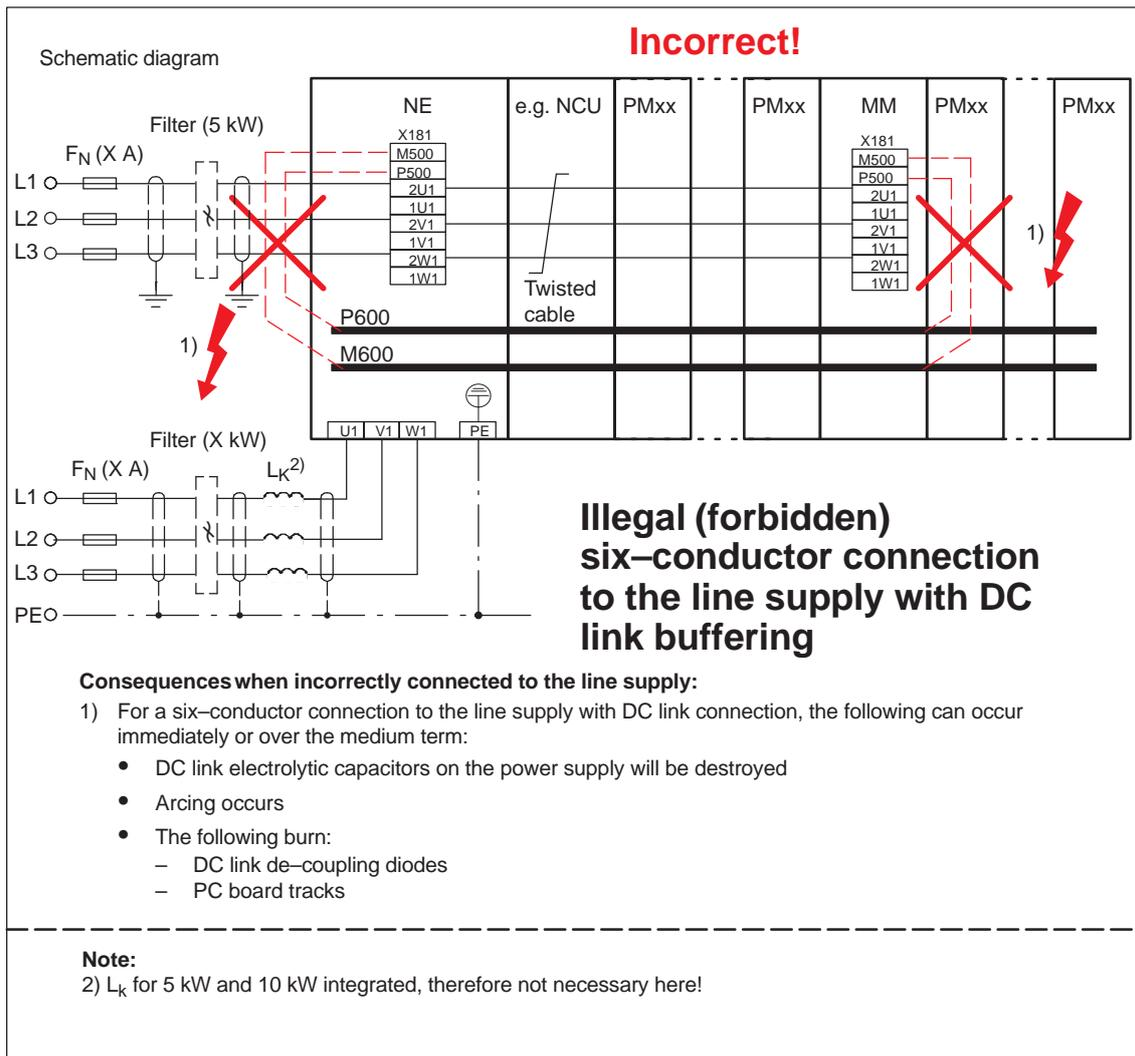 Incorrect!
Schematic diagram
NE
e.g. NCU
PMxx
PMxx
MM
PMxx
PMxx
Filter (5 kW)
FN (X A)
X181
M500
P500
2U1
1U1
2V1
1V1
2W1
1W1
X181
M500
P500
2U1
1U1
2V1
1V1
2W1
1W1
L1
L2
L3
1)
Twisted
cable
P600
M600
1)
U1
V1
W1
PE
Filter (X kW)
FN (X A)
LK2)
L1
L2
L3
PE
Illegal (forbidden)
six–conductor connection
to the line supply with DC
link buffering
Consequences when incorrectly connected to the line supply:
1) For a six–conductor connection to the line supply with DC link connection, the following can occur
immediately or over the medium term:
• DC link electrolytic capacitors on the power supply will be destroyed
• Arcing occurs
• The following burn:
– DC link de–coupling diodes
– PC board tracks
Note:
2) Lk for 5 kW and 10 kW integrated, therefore not necessary here!